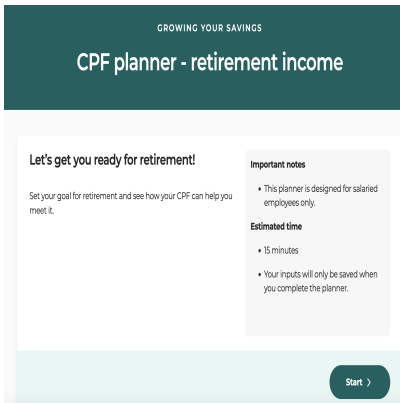 GROWING YOUR SAVINGS
CPF planner - retirement income
Let's get you ready for retirement!
Set your goal for retirement and see how your CPF can help you
meet it.
Important notes
• This planner is designed for salaried
employees only.
Estimated time
• 15 minutes
• Your inputs will only be saved when
you complete the planner.
Start >